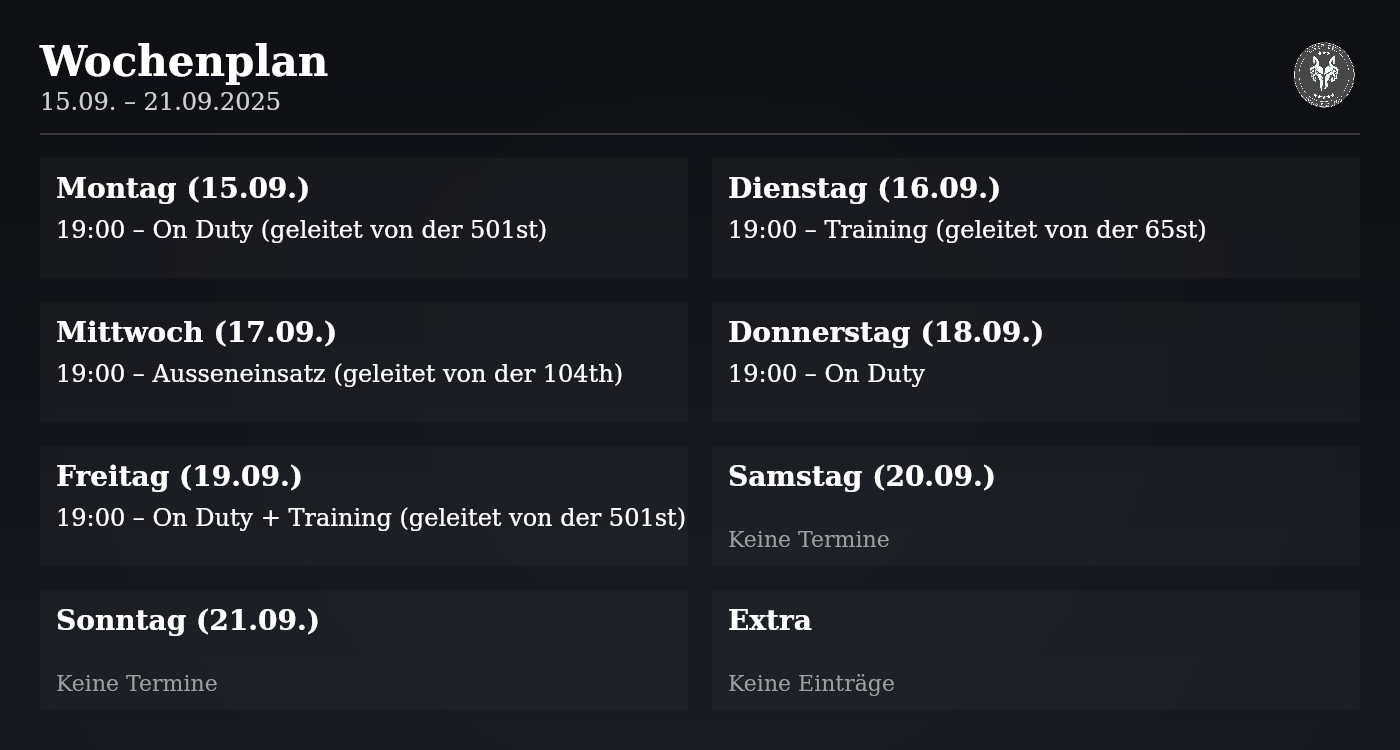 Wochenplan
15.09. – 21.09.2025
Montag (15.09.)
19:00 – On Duty (geleitet von der 501st)
Dienstag (16.09.)
19:00 – Training (geleitet von der 65st)
Mittwoch (17.09.)
19:00 – Ausseneinsatz (geleitet von der 104th)
Donnerstag (18.09.)
19:00 – On Duty
Freitag (19.09.)
19:00 – On Duty + Training (geleitet von der 501st)
Samstag (20.09.)
Keine Termine
Sonntag (21.09.)
Keine Termine
Extra
Keine Einträge